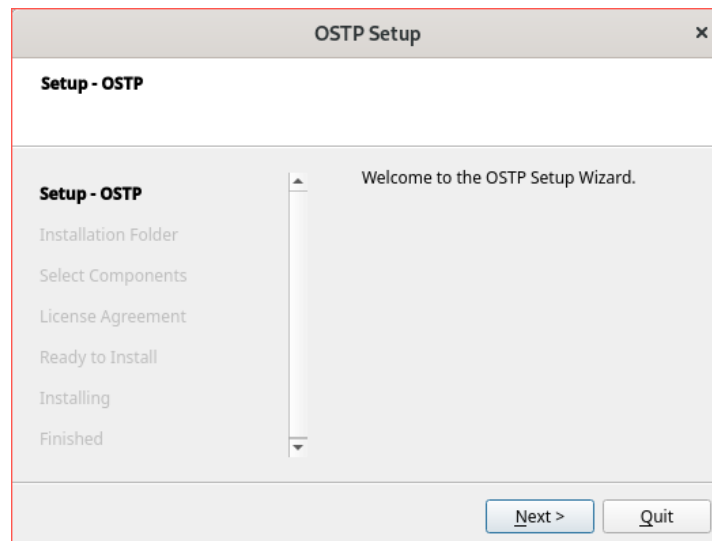 OSTP Setup
Setup - OSTP
Setup - OSTP
Welcome to the OSTP Setup Wizard.
Installation Folder
Select Components
License Agreement
Ready to Install
Installing
Finished
Next >
Quit